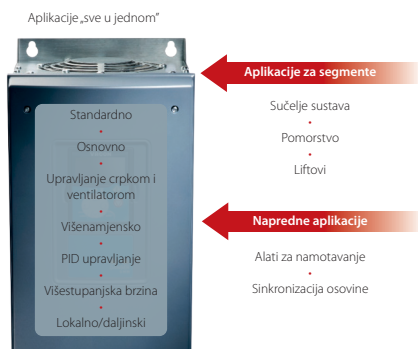 Aplikacije „sve u jednom”
Standardno
•
Osnovno
•
Upravljanje crpkom i
ventilatorom
•
Višenamjensko
•
PID upravljanje
•
Višestupanjska brzina
•
Lokalno/daljinski
Aplikacije za segmente
Sučelje sustava
•
Pomorstvo
•
Liftovi
Napredne aplikacije
Alati za namotavanje
•
Sinkronizacija osovine